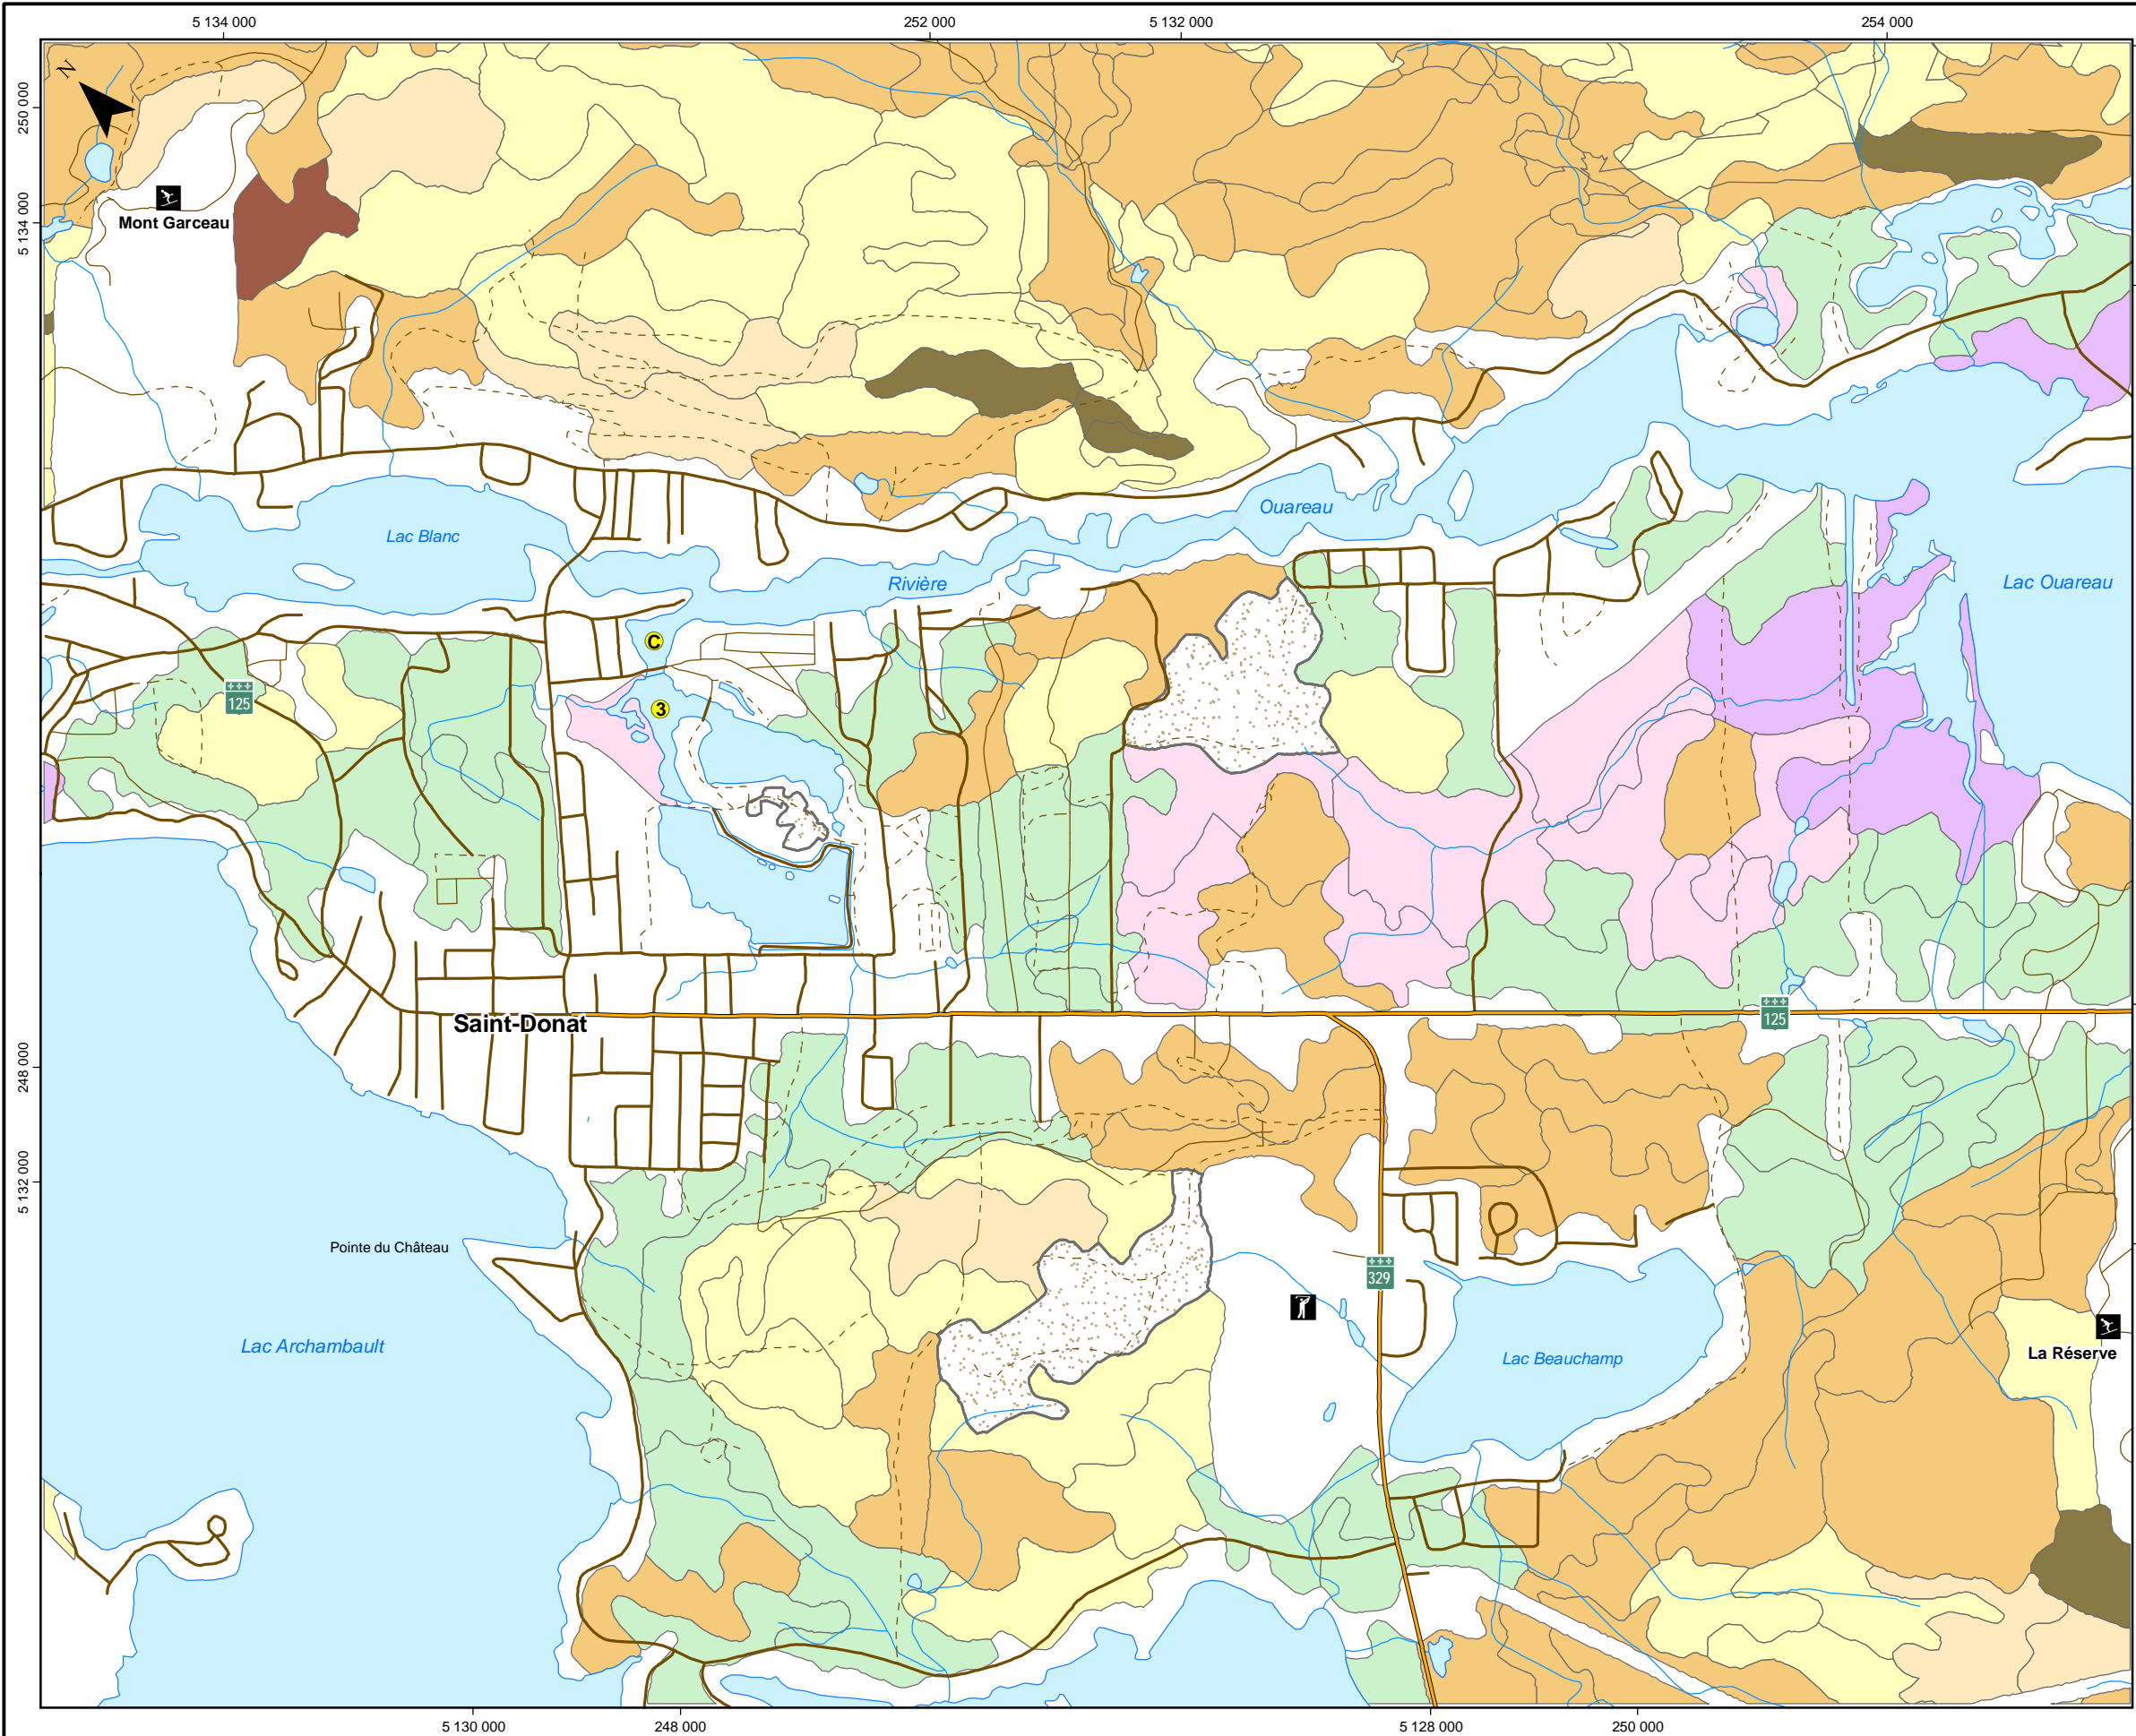 5 134 000
252 000
5 132 000
254 000
N
250 000
5 134 000
Mont Garceau
Lac Blanc
Ouareau
Rivière
Lac Ouareau
C
3
125
Saint-Donat
125
248 000
5 132 000
Pointe du Château
329
Lac Archambault
Lac Beauchamp
La Réserve
5 130 000
248 000
5 128 000
250 000